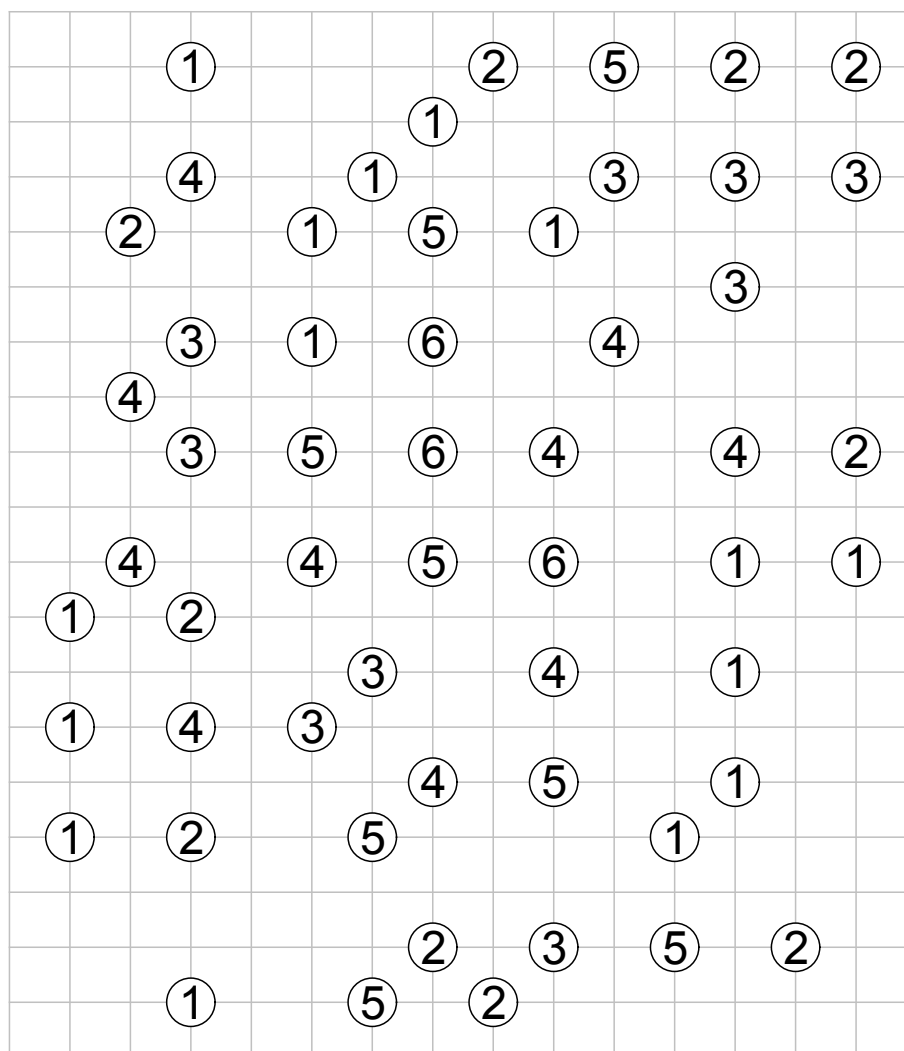 1 2 5 2 2
1
4 1 3 3 3
2 1 5 1
3
3 1 6 4
4
3 5 6 4 4 2
4 4 5 6 1 1
1 2
3 4 1
1 4 3
4 5 1
1 2 5 1
2 3 5 2
1 5 2